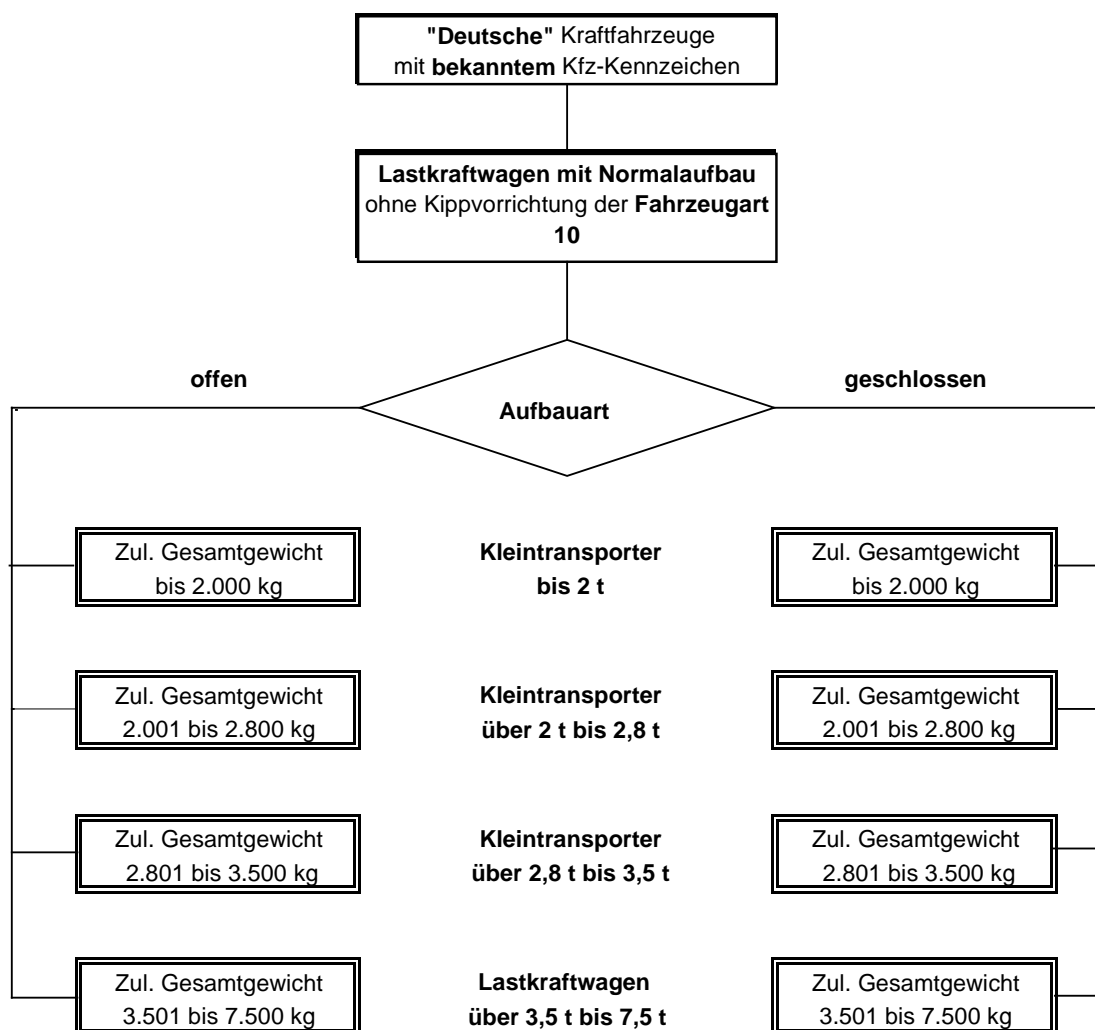 "Deutsche" Kraftfahrzeuge
mit bekanntem Kfz-Kennzeichen
Lastkraftwagen mit Normalaufbau
ohne Kippvorrichtung der Fahrzeugart
10
offen
geschlossen
Aufbauart
Zul. Gesamtgewicht
bis 2.000 kg
Kleintransporter
bis 2 t
Zul. Gesamtgewicht
bis 2.000 kg
Zul. Gesamtgewicht
2.001 bis 2.800 kg
Kleintransporter
über 2 t bis 2,8 t
Zul. Gesamtgewicht
2.001 bis 2.800 kg
Zul. Gesamtgewicht
2.801 bis 3.500 kg
Kleintransporter
über 2,8 t bis 3,5 t
Zul. Gesamtgewicht
2.801 bis 3.500 kg
Zul. Gesamtgewicht
3.501 bis 7.500 kg
Lastkraftwagen
über 3,5 t bis 7,5 t
Zul. Gesamtgewicht
3.501 bis 7.500 kg